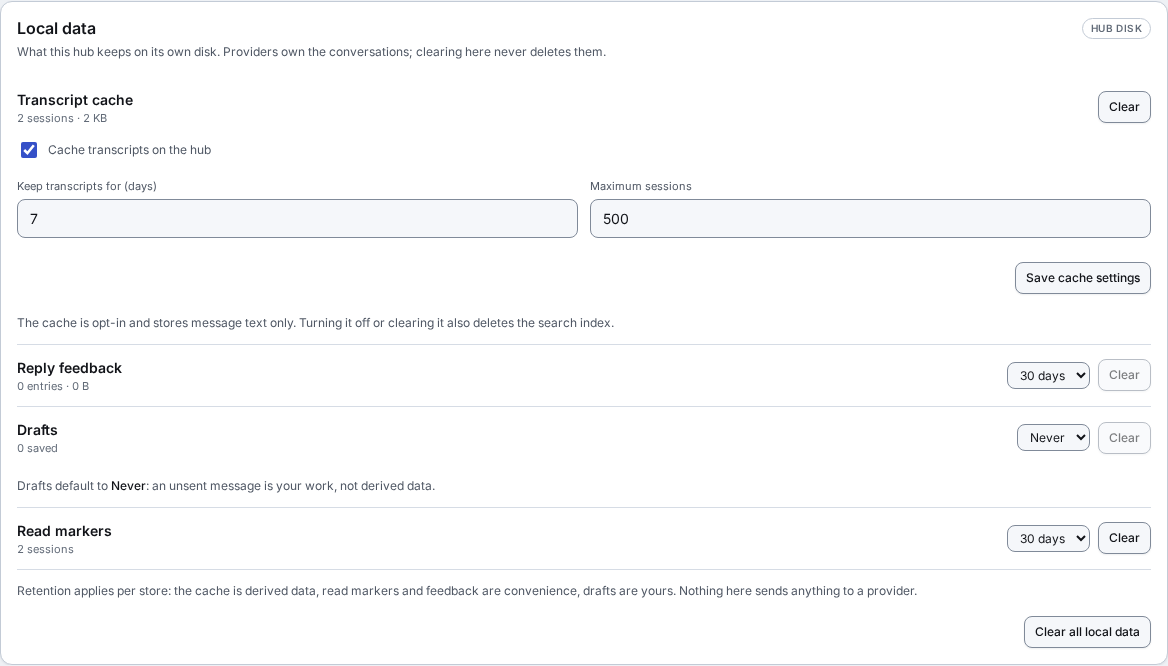 Local data
HUB DISK
What this hub keeps on its own disk. Providers own the conversations; clearing here never deletes them.
Transcript cache
Clear
2 sessions · 2 KB
Cache transcripts on the hub
Keep transcripts for (days)
Maximum sessions
7
500
Save cache settings
The cache is opt-in and stores message text only. Turning it off or clearing it also deletes the search index.
Reply feedback
0 entries · 0 B
30 days
Clear
Drafts
0 saved
Never
Clear
Drafts default to Never: an unsent message is your work, not derived data.
Read markers
2 sessions
30 days
Clear
Retention applies per store: the cache is derived data, read markers and feedback are convenience, drafts are yours. Nothing here sends anything to a provider.
Clear all local data